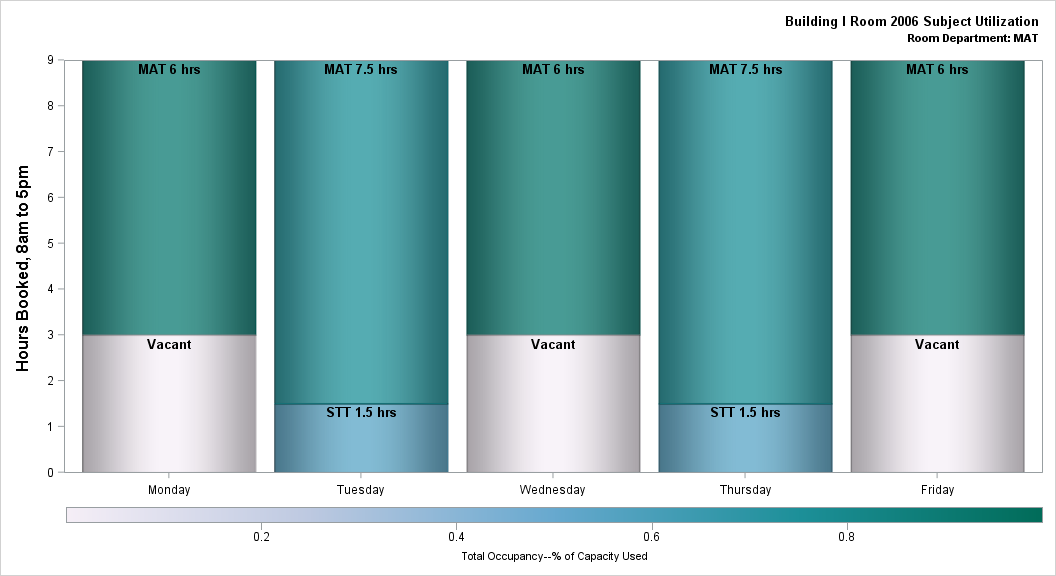 Building I Room 2006 Subject Utilization
Room Department: MAT
Hours Booked, 8am to 5pm
9
8
7
6
5
4
3
2
1
0
MAT 6 hrs
MAT 7.5 hrs
MAT 6 hrs
MAT 7.5 hrs
MAT 6 hrs
Vacant
Vacant
Vacant
STT 1.5 hrs
STT 1.5 hrs
Monday
Tuesday
Wednesday
Thursday
Friday
0.2
0.4
0.6
0.8
Total Occupancy--% of Capacity Used